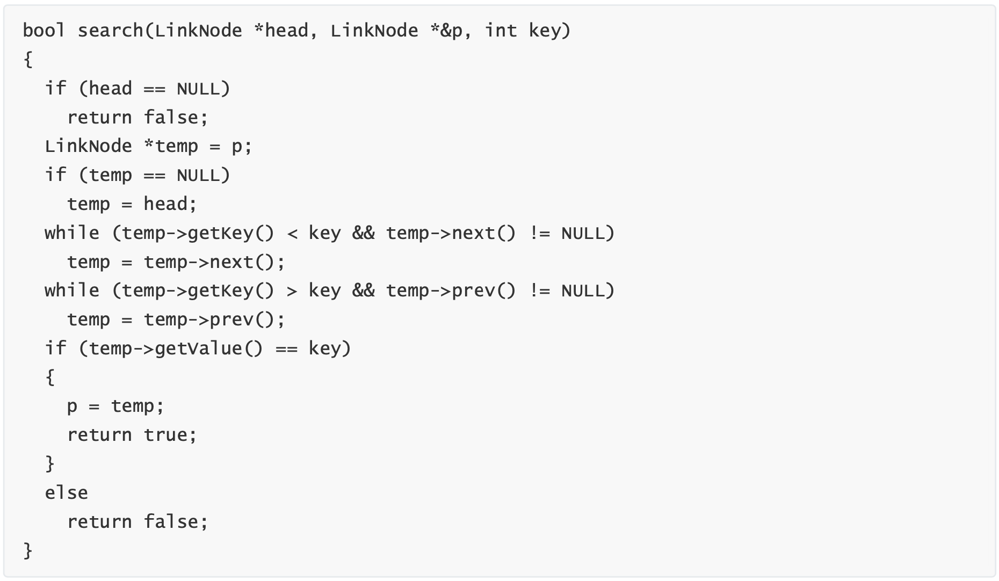 bool search(LinkNode *head, LinkNode *&p, int key)
{
  if (head == NULL)
    return false;
  LinkNode *temp = p;
  if (temp == NULL)
    temp = head;
  while (temp->getKey() < key && temp->next() != NULL)
    temp = temp->next();
  while (temp->getKey() > key && temp->prev() != NULL)
    temp = temp->prev();
  if (temp->getValue() == key)
  {
    p = temp;
    return true;
  }
  else
    return false;
}